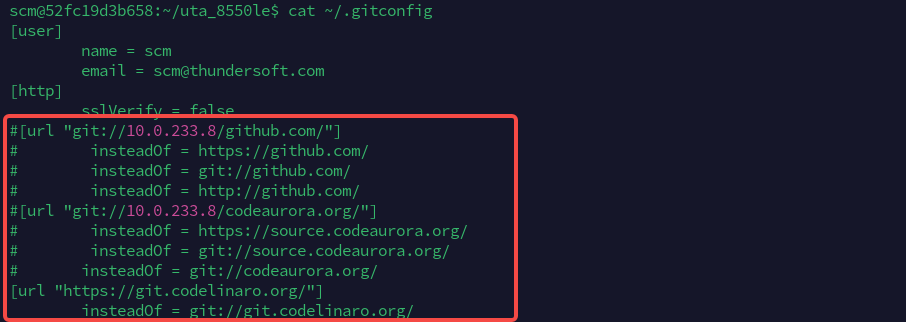 scm@52fc19d3b658:~/uta_8550le$ cat ~/.gitconfig
[user]
        name = scm
        email = scm@thundersoft.com
[http]
        sslVerify = false
#[url "git://10.0.233.8/github.com/"]
#        insteadOf = https://github.com/
#        insteadOf = git://github.com/
#        insteadOf = http://github.com/
#[url "git://10.0.233.8/codeaurora.org/"]
#        insteadOf = https://source.codeaurora.org/
#        insteadOf = git://source.codeaurora.org/
#       insteadOf = git://codeaurora.org/
[url "https://git.codelinaro.org/"]
        insteadOf = git://git.codelinaro.org/